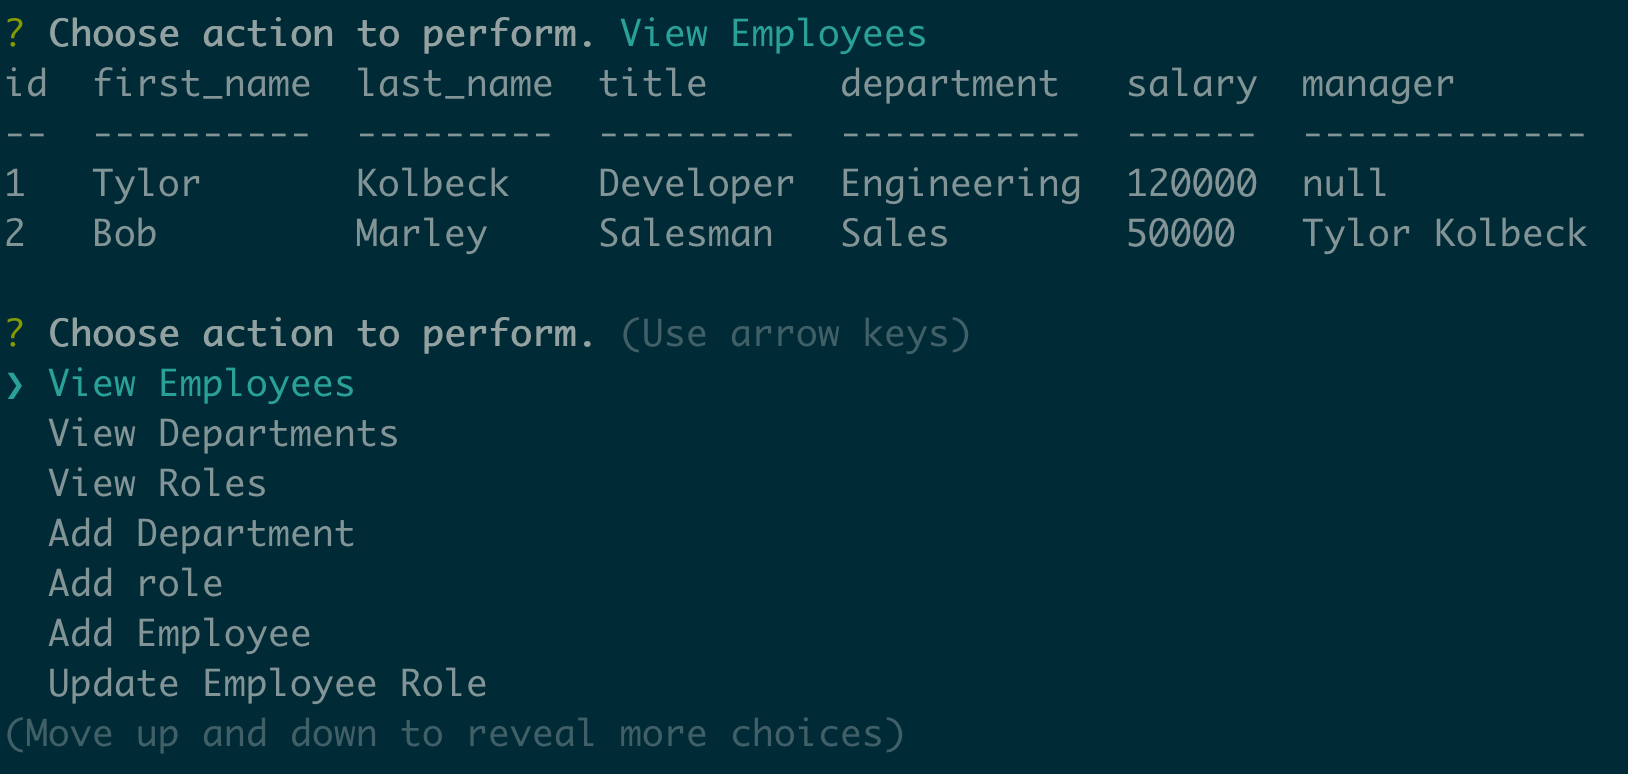 ? Choose action to perform. View Employees
id  first_name  last_name  title      department   salary  manager
--  ----------  ---------  ---------  -----------  ------  -------------
1   Tylor       Kolbeck    Developer  Engineering  120000  null
2   Bob         Marley     Salesman   Sales        50000   Tylor Kolbeck
? Choose action to perform. (Use arrow keys)
❯ View Employees
  View Departments
  View Roles
  Add Department
  Add role
  Add Employee
  Update Employee Role
(Move up and down to reveal more choices)